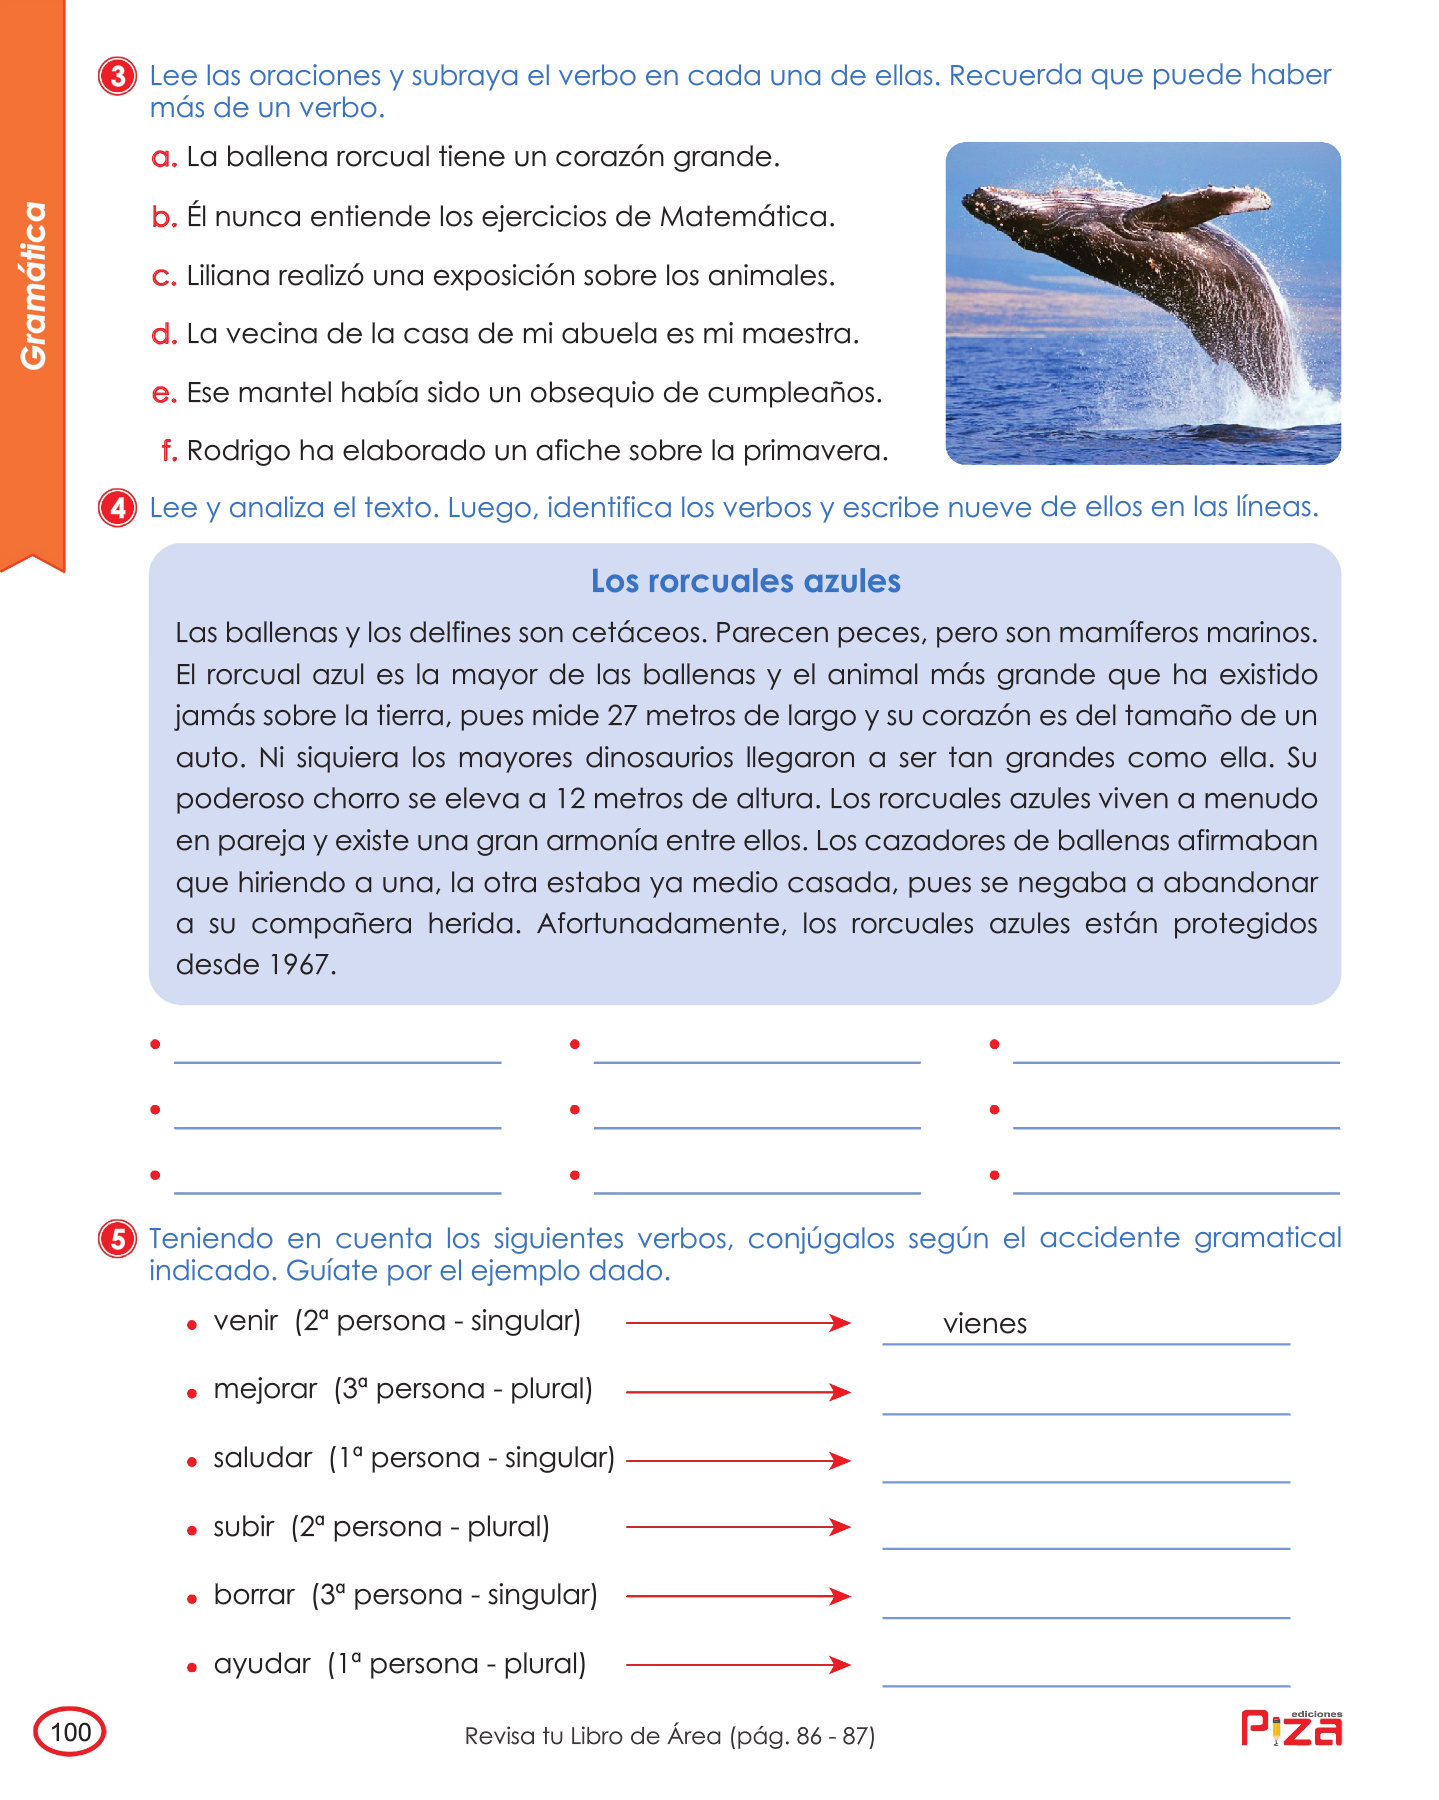 Gramática
3 Lee las oraciones y subraya el verbo en cada una de ellas. Recuerda que puede haber
más de un verbo.
a. La ballena rorcual tiene un corazón grande.
b. Él nunca entiende los ejercicios de Matemática.
c. Liliana realizó una exposición sobre los animales.
d. La vecina de la casa de mi abuela es mi maestra.
e. Ese mantel había sido un obsequio de cumpleaños.
f. Rodrigo ha elaborado un afiche sobre la primavera.
4 Lee y analiza el texto. Luego, identifica los verbos y escribe nueve de ellos en las líneas.
Los rorcuales azules
Las ballenas y los delfines son cetáceos. Parecen peces, pero son mamíferos marinos.
El rorcual azul es la mayor de las ballenas y el animal más grande que ha existido
jamás sobre la tierra, pues mide 27 metros de largo y su corazón es del tamaño de un
auto. Ni siquiera los mayores dinosaurios llegaron a ser tan grandes como ella. Su
poderoso chorro se eleva a 12 metros de altura. Los rorcuales azules viven a menudo
en pareja y existe una gran armonía entre ellos. Los cazadores de ballenas afirmaban
que hiriendo a una, la otra estaba ya medio casada, pues se negaba a abandonar
a su compañera herida. Afortunadamente, los rorcuales azules están protegidos
desde 1967.
5 Teniendo en cuenta los siguientes verbos, conjúgalos según el accidente gramatical
indicado. Guíate por el ejemplo dado.
• venir (2ª persona - singular) vienes
• mejorar (3ª persona - plural)
• saludar (1ª persona - singular)
• subir (2ª persona - plural)
• borrar (3ª persona - singular)
• ayudar (1ª persona - plural)
100
Revisa tu Libro de Área (pág. 86 - 87)
ediciones
Piza